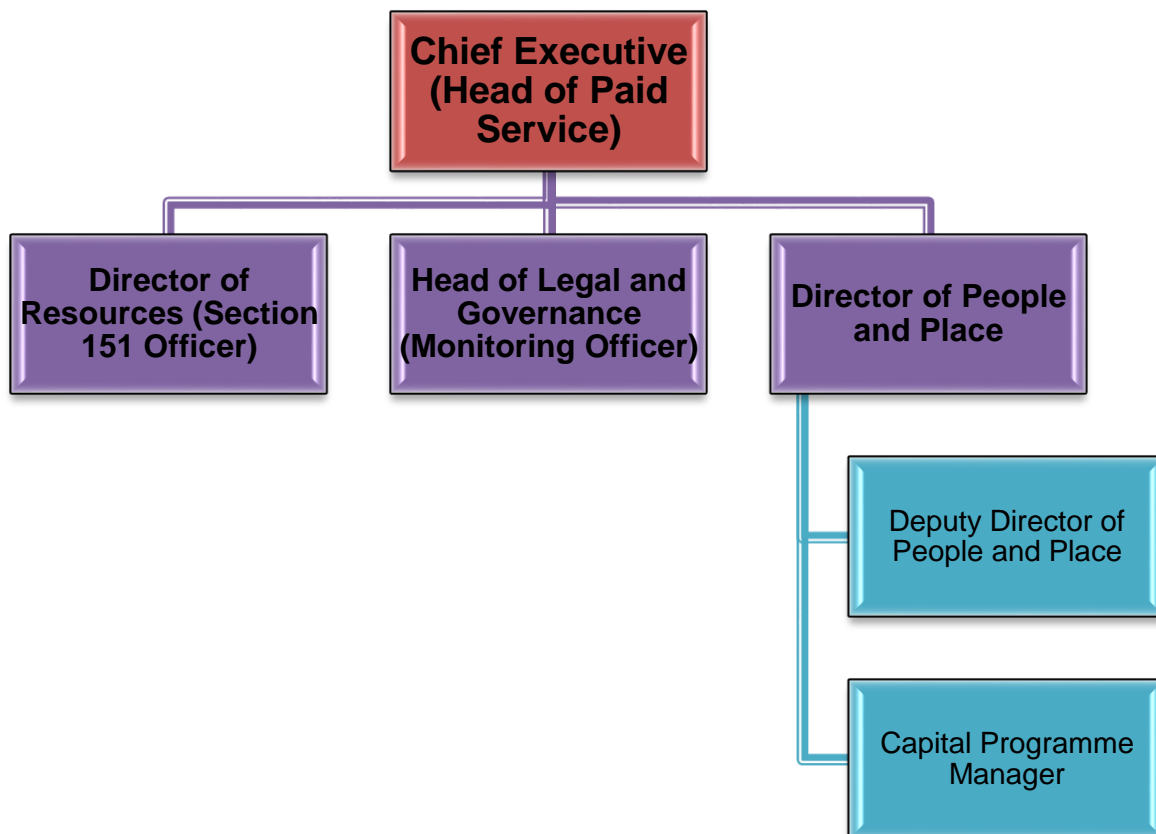 Chief Executive
(Head of Paid
Service)
Director of
Resources (Section
151 Officer)
Head of Legal and
Governance
(Monitoring Officer)
Director of People
and Place
Deputy Director of
People and Place
Capital Programme
Manager